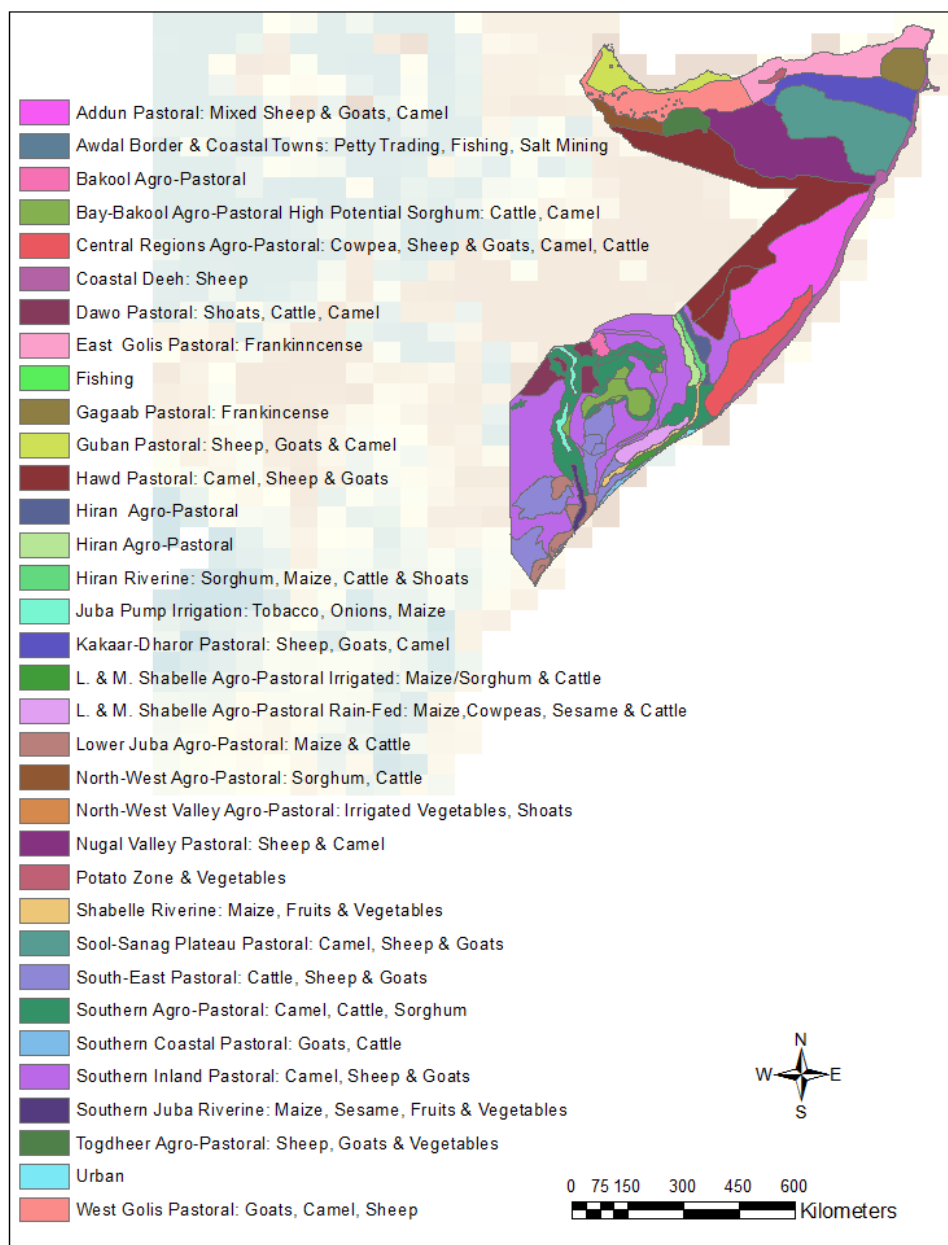 Addun Pastoral: Mixed Sheep & Goats, Camel
Awdal Border & Coastal Towns: Petty Trading, Fishing, Salt Mining
Bakool Agro-Pastoral
Bay-Bakool Agro-Pastoral High Potential Sorghum: Cattle, Camel
Central Regions Agro-Pastoral: Cowpea, Sheep & Goats, Camel, Cattle
Coastal Deeh: Sheep
Dawo Pastoral: Shoats, Cattle, Camel
East Golis Pastoral: Frankinncense
Fishing
Gagaab Pastoral: Frankincense
Guban Pastoral: Sheep, Goats & Camel
Hawd Pastoral: Camel, Sheep & Goats
Hiran Agro-Pastoral
Hiran Agro-Pastoral
Hiran Riverine: Sorghum, Maize, Cattle & Shoats
Juba Pump Irrigation: Tobacco, Onions, Maize
Kakaar-Dharor Pastoral: Sheep, Goats, Camel
L. & M. Shabelle Agro-Pastoral Irrigated: Maize/Sorghum & Cattle
L. & M. Shabelle Agro-Pastoral Rain-Fed: Maize,Cowpeas, Sesame & Cattle
Lower Juba Agro-Pastoral: Maize & Cattle
North-West Agro-Pastoral: Sorghum, Cattle
North-West Valley Agro-Pastoral: Irrigated Vegetables, Shoats
Nugal Valley Pastoral: Sheep & Camel
Potato Zone & Vegetables
Shabelle Riverine: Maize, Fruits & Vegetables
Sool-Sanag Plateau Pastoral: Camel, Sheep & Goats
South-East Pastoral: Cattle, Sheep & Goats
Southern Agro-Pastoral: Camel, Cattle, Sorghum
Southern Coastal Pastoral: Goats, Cattle
Southern Inland Pastoral: Camel, Sheep & Goats
Southern Juba Riverine: Maize, Sesame, Fruits & Vegetables
Togdheer Agro-Pastoral: Sheep, Goats & Vegetables
Urban
West Golis Pastoral: Goats, Camel, Sheep
N
W E
S
0 75 150 300 450 600
Kilometers